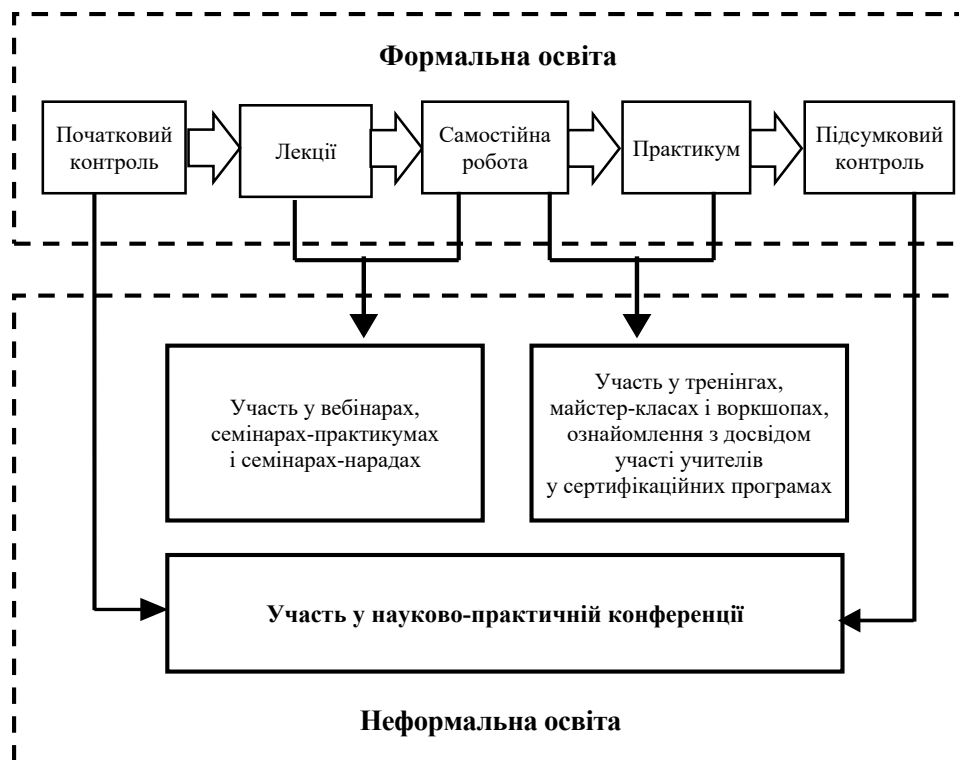 Формальна освіта
Початковий
контроль
Лекції
Самостійна
робота
Практикум
Підсумковий
контроль
Участь у вебінарах,
семінарах-практикумах
і семінарах-нарадах
Участь у тренінгах,
майстер-класах і воркшопах,
ознайомлення з досвідом
участі учителів
у сертифікаційних програмах
Участь у науково-практичній конференції
Неформальна освіта